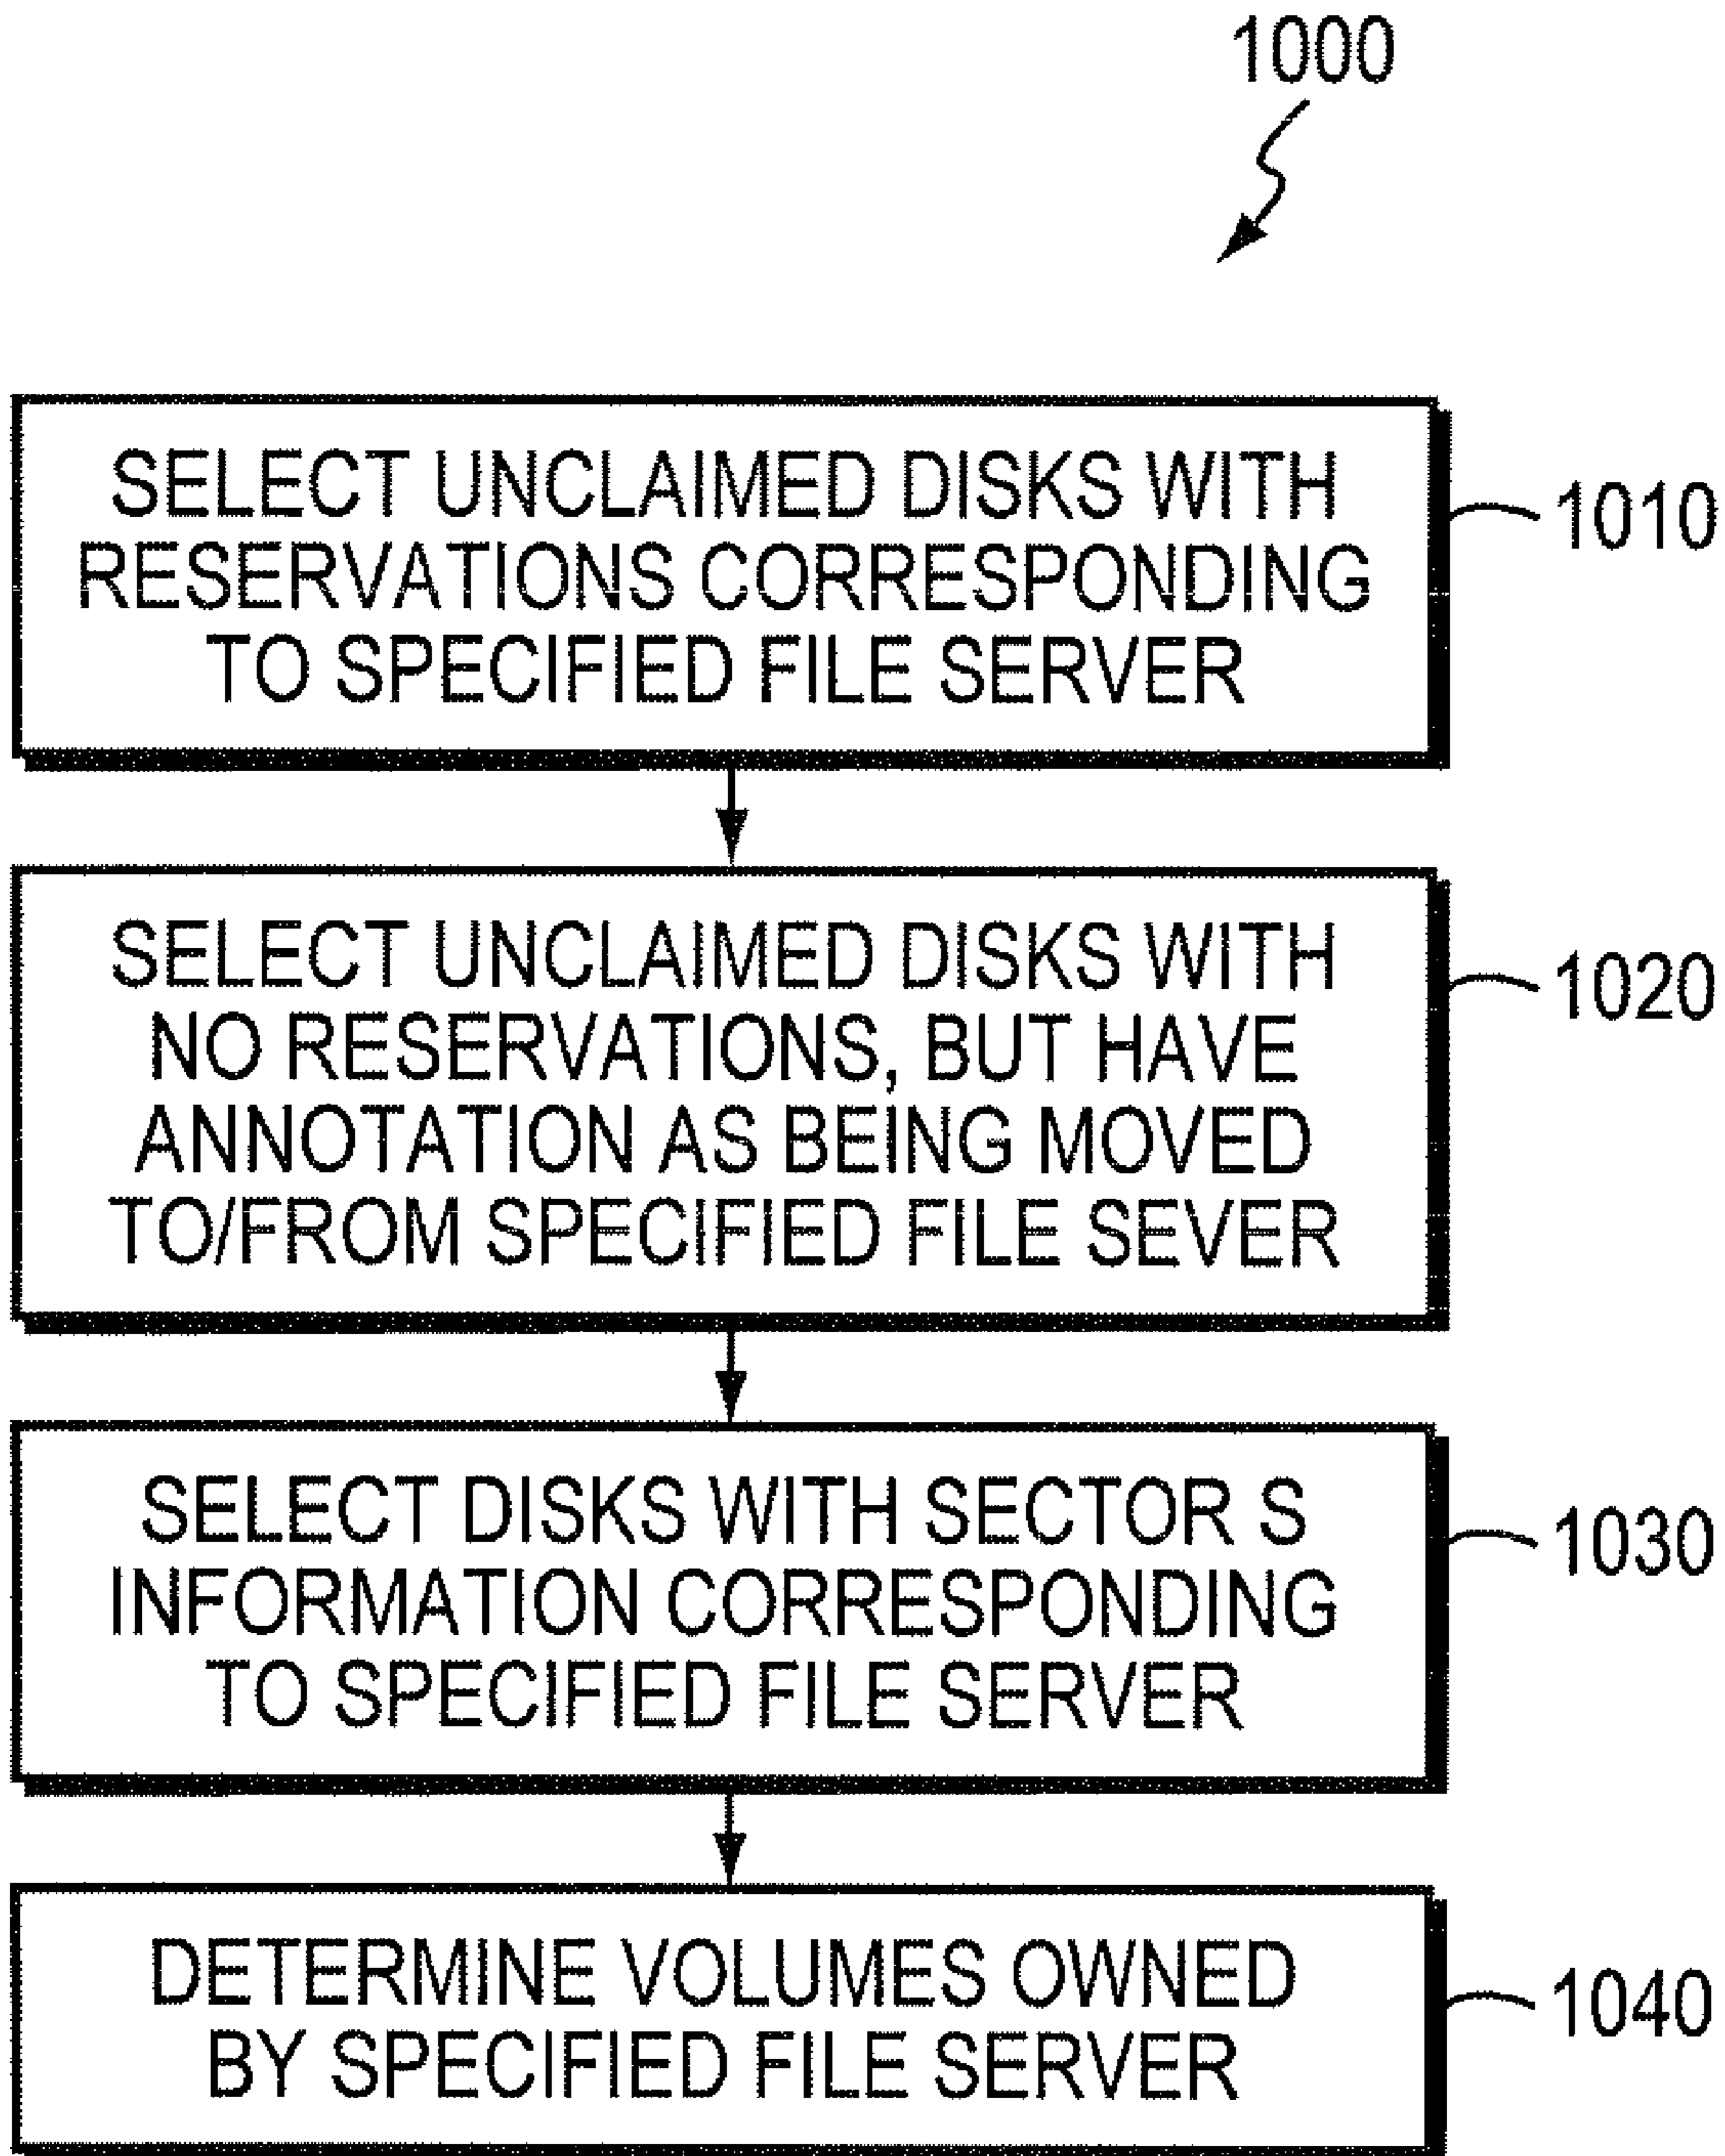 1000
SELECT UNCLAIMED DISKS WITH
RESERVATIONS CORRESPONDING
TO SPECIFIED FILE SERVER
1010
SELECT UNCLAIMED DISKS WITH
NO RESERVATIONS, BUT HAVE
ANNOTATION AS BEING MOVED
TO/FROM SPECIFIED FILE SEVER
1020
SELECT DISKS WITH SECTOR S
INFORMATION CORRESPONDING
TO SPECIFIED FILE SERVER
1030
DETERMINE VOLUMES OWNED
BY SPECIFIED FILE SERVER
1040